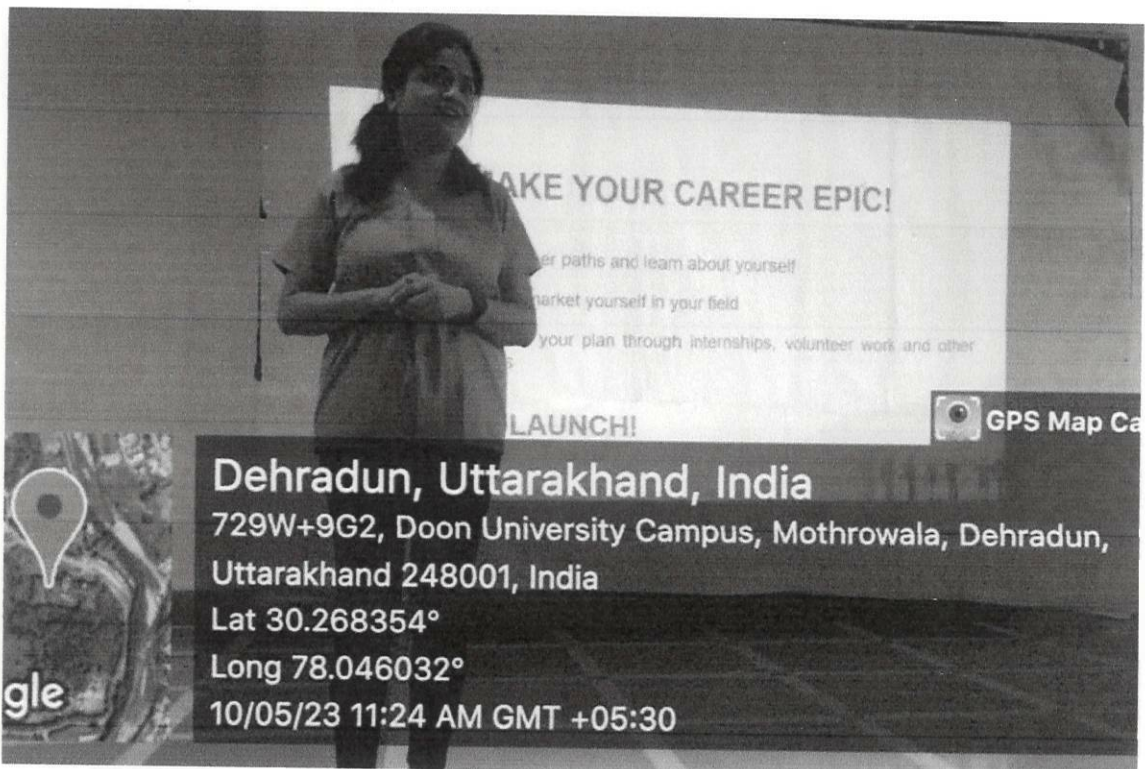 AKE YOUR CAREER EPIC!
er paths and learn about yourself
market yourself in your field
your plan through internships, volunteer work and other
s
LAUNCH!
GPS Map Ca
Dehradun, Uttarakhand, India
729W+9G2, Doon University Campus, Mothrowala, Dehradun,
Uttarakhand 248001, India
Lat 30.268354°
Long 78.046032°
10/05/23 11:24 AM GMT +05:30
gle